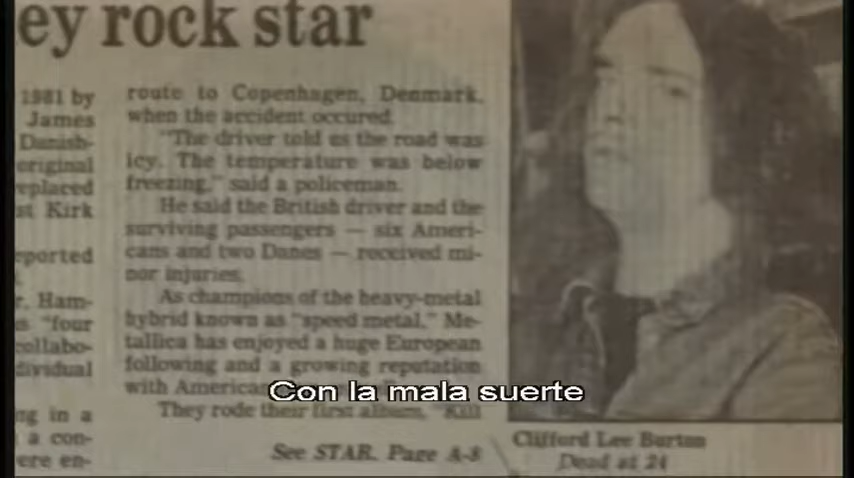 ey rock star
1981 by
James
Danish-
original
replaced
st Kirk
eported
r, Ham-
s "four
collabo-
dividual
ng in a
a con-
ere en-
route to Copenhagen, Denmark,
when the accident occured.
"The driver told us the road was
icy. The temperature was below
freezing," said a policeman.
He said the British driver and the
surviving passengers — six Ameri-
cans and two Danes — received mi-
nor injuries.
As champions of the heavy-metal
hybrid known as "speed metal," Me-
tallica has enjoyed a huge European
following and a growing reputation
with American
They rode their first album, "Kill
See STAR, Page A-8
Clifford Lee Burton
Dead at 24
Con la mala suerte